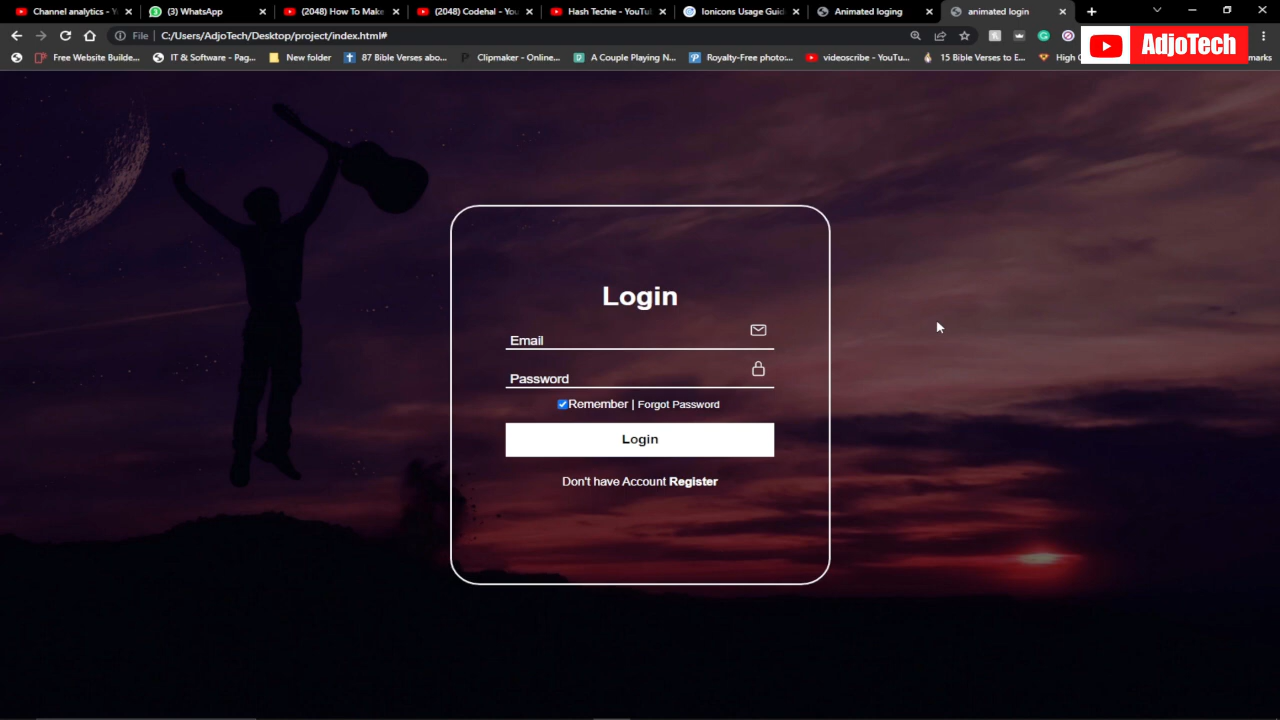 Channel analytics - Y
(3) WhatsApp
(2048) How To Make
(2048) Codehal - You
Hash Techie - YouTu
Ionicons Usage Guid
Animated loging
animated login
File
C:/Users/AdjoTech/Desktop/project/index.html#
Free Website Builde...
IT & Software - Pag...
New folder
87 Bible Verses abo...
Clipmaker - Online...
A Couple Playing N...
Royalty-Free photo:...
videoscribe - YouTu...
15 Bible Verses to E...
High
marks
AdjoTech
Login
Email
Password
Remember | Forgot Password
Login
Don't have Account Register